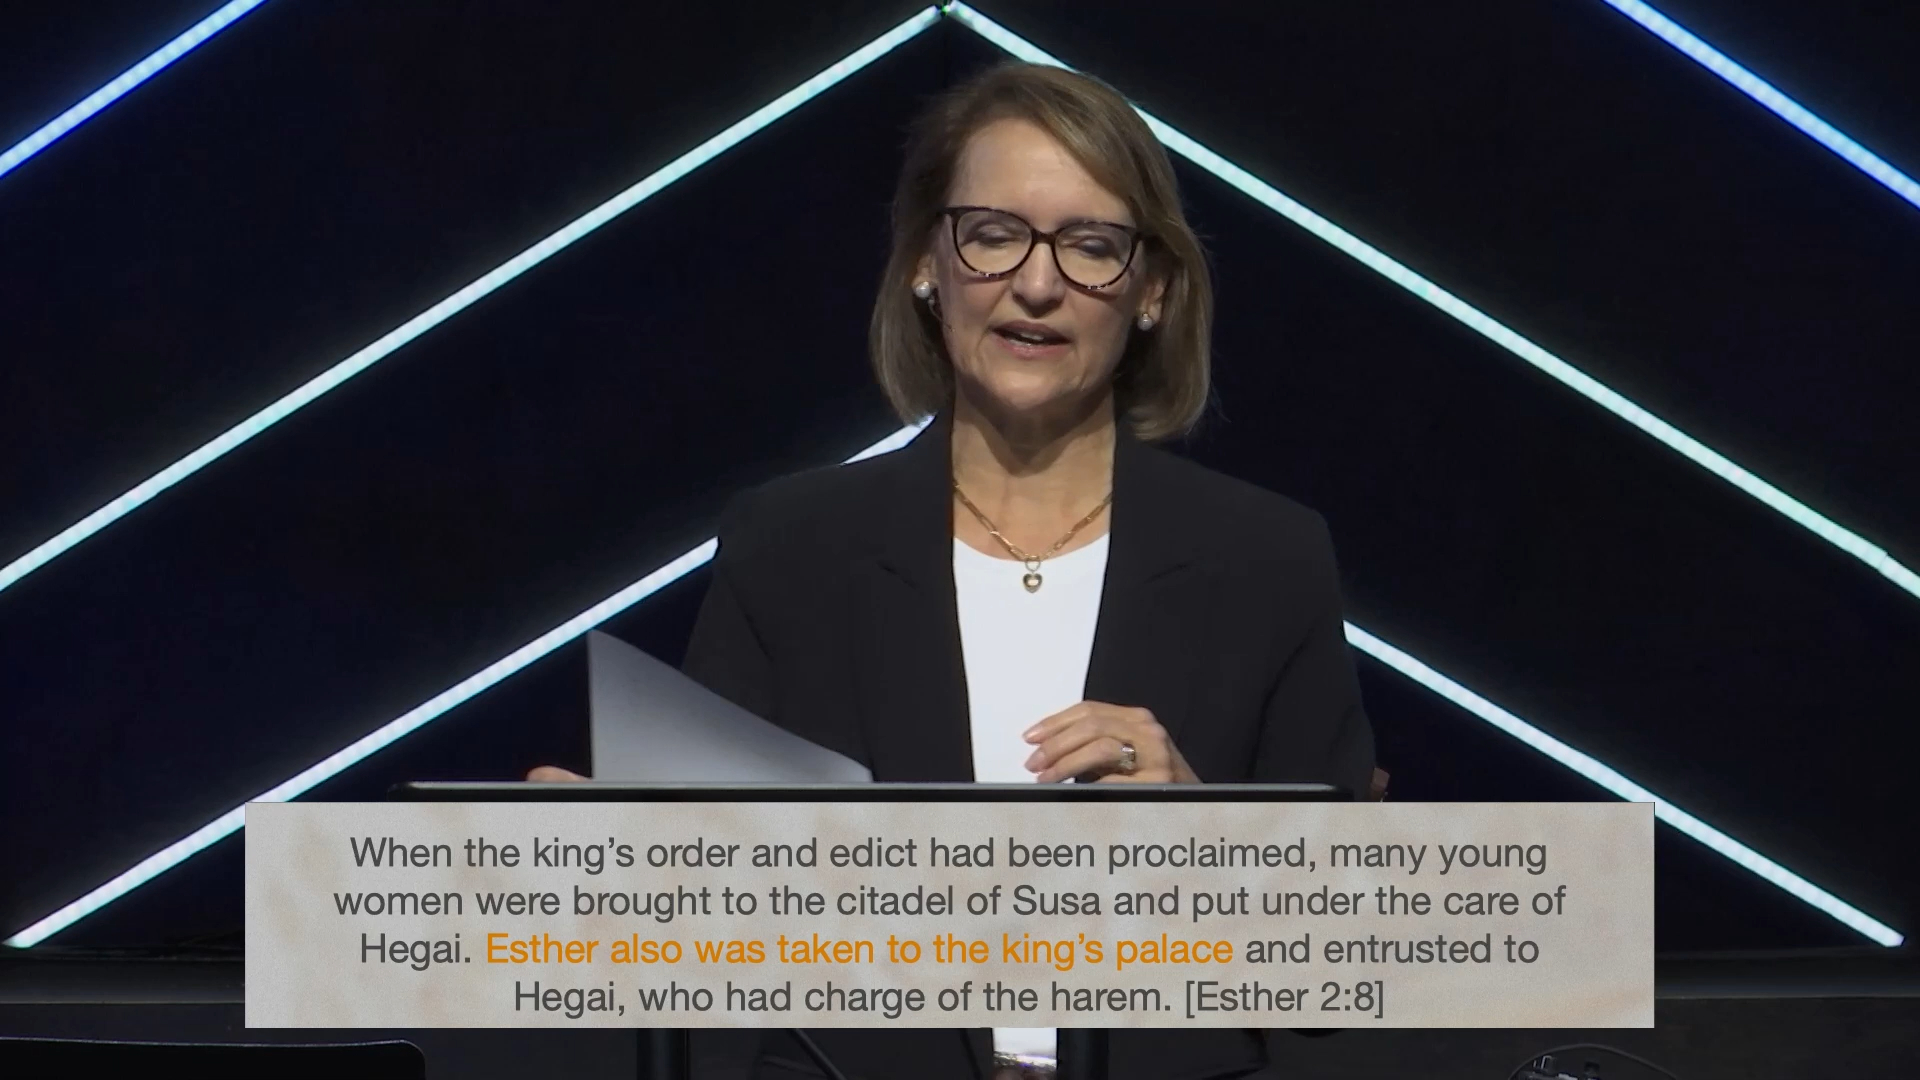 When the king’s order and edict had been proclaimed, many young
women were brought to the citadel of Susa and put under the care of
Hegai. Esther also was taken to the king’s palace and entrusted to
Hegai, who had charge of the harem. [Esther 2:8]